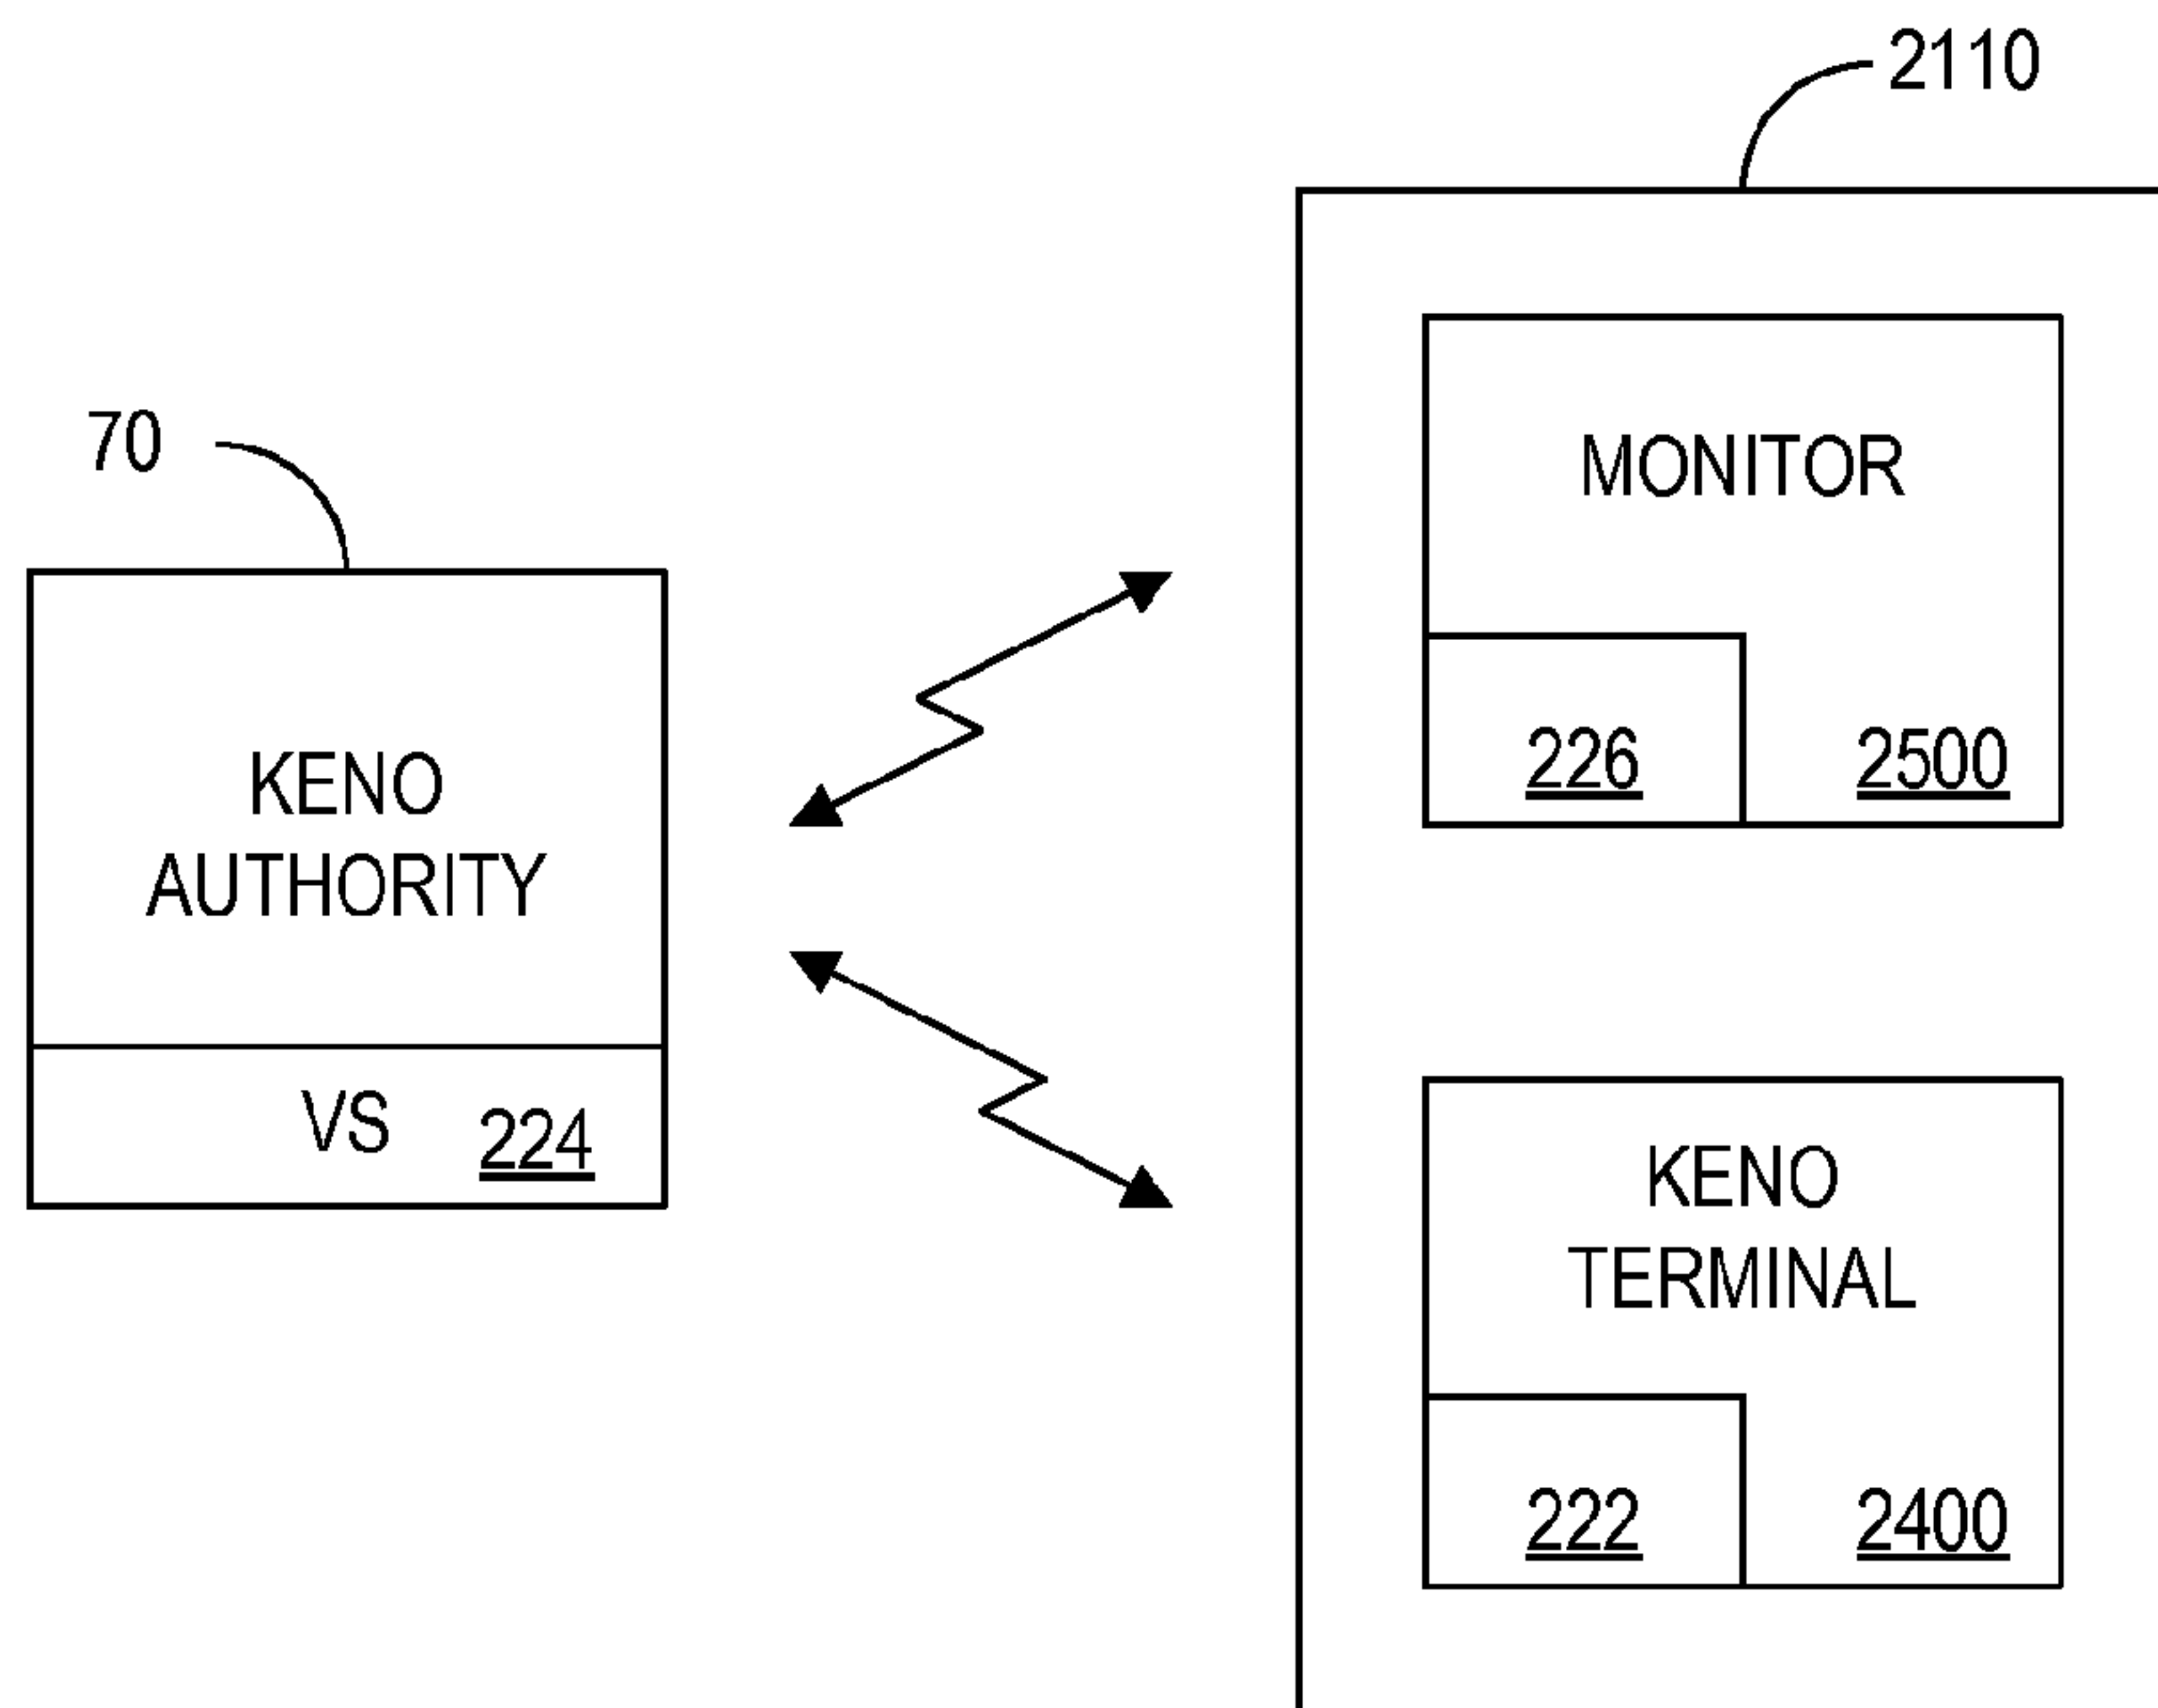 2110
70
MONITOR
226 2500
KENO
AUTHORITY
VS 224
KENO
TERMINAL
222 2400